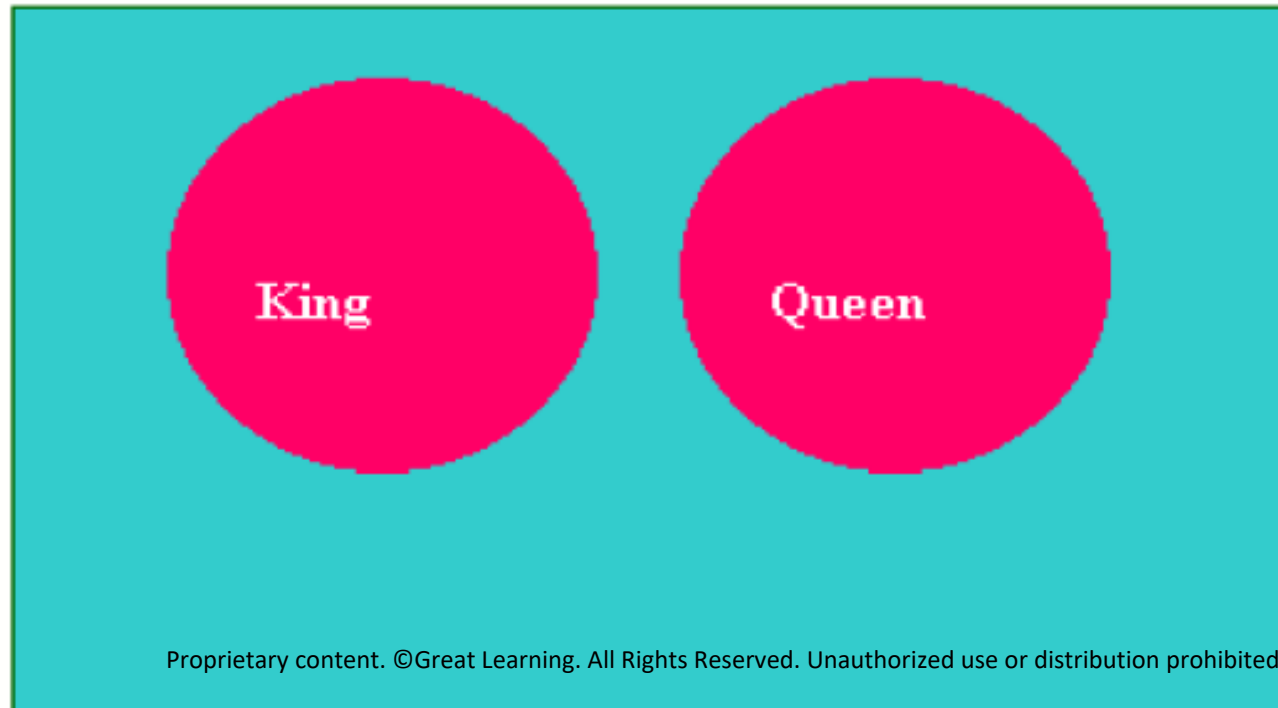 King
Queen
Proprietary content. ©Great Learning. All Rights Reserved. Unauthorized use or distribution prohibited